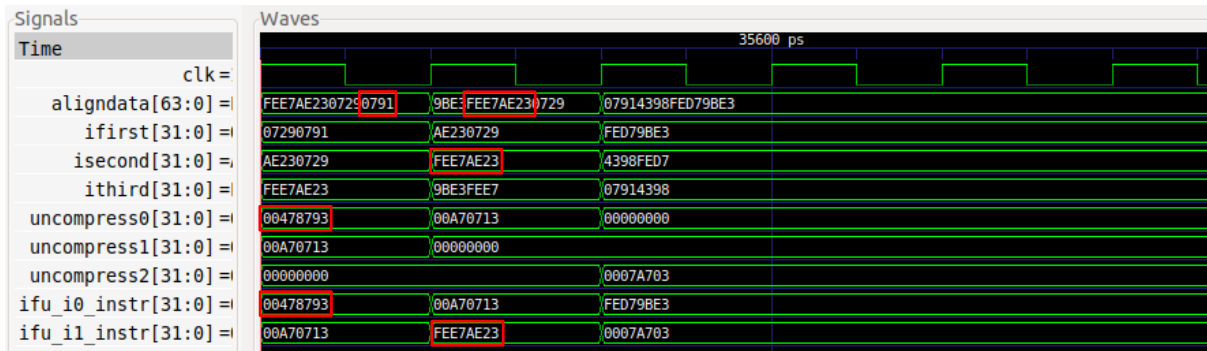 Signals Waves
Time 35600 ps
clk =
aligndata[63:0] = FEE7AE2307290791 9BE3FEE7AE230729 07914398FED79BE3
ifirst[31:0] = 07290791 AE230729 FED79BE3
isecond[31:0] = AE230729 FEE7AE23 4398FED7
ithird[31:0] = FEE7AE23 9BE3FEE7 07914398
uncompress0[31:0] = 00478793 00A70713 00000000
uncompress1[31:0] = 00A70713 00000000
uncompress2[31:0] = 00000000 0007A703
ifu_i0_instr[31:0] = 00478793 00A70713 FED79BE3
ifu_i1_instr[31:0] = 00A70713 FEE7AE23 0007A703